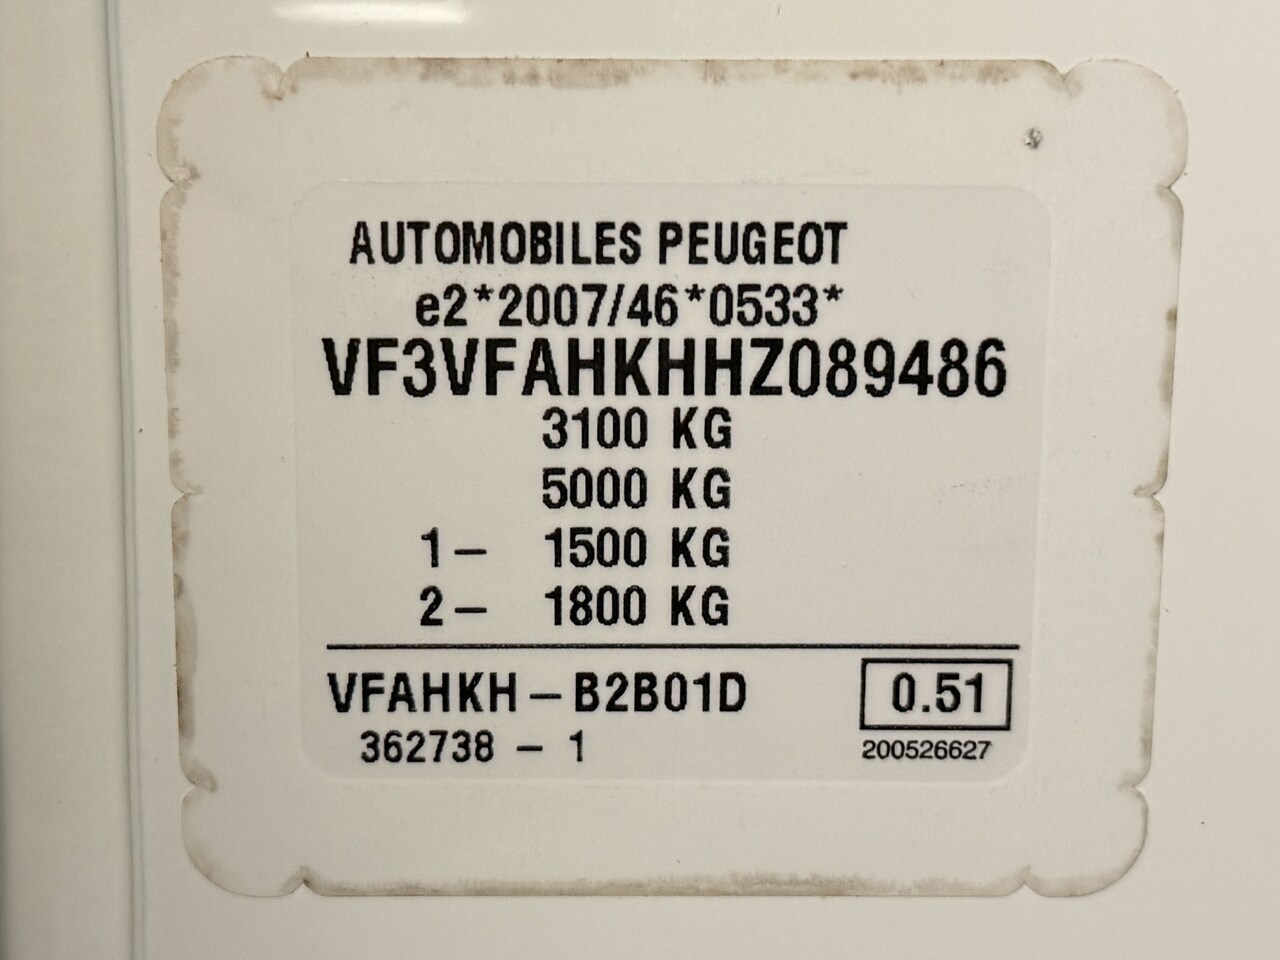 AUTOMOBILES PEUGEOT
e2*2007/46*0533*
VF3VFAHKHHZ089486
3100 KG
5000 KG
1- 1500 KG
2- 1800 KG
VFAHKH-B2B01D 0.51
362738 - 1 200526627